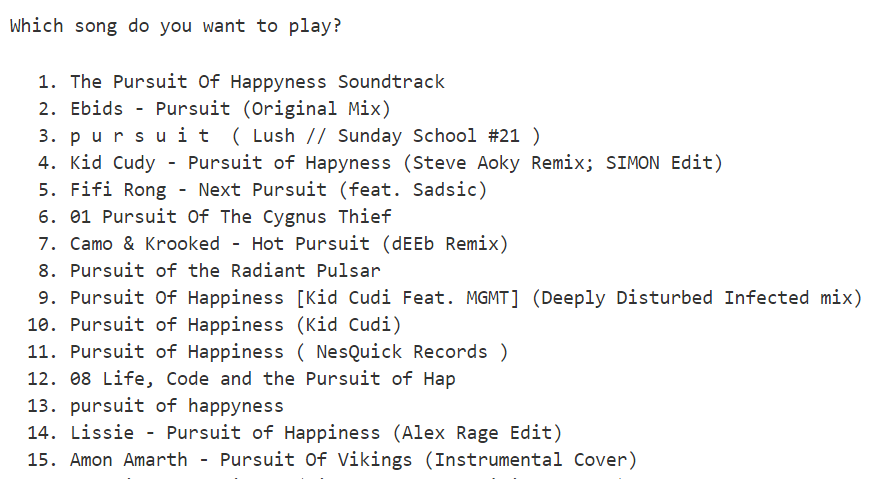 Which song do you want to play?
1. The Pursuit Of Happyness Soundtrack
2. Ebids - Pursuit (Original Mix)
3. p u r s u i t  ( Lush // Sunday School #21 )
4. Kid Cudy - Pursuit of Hapyness (Steve Aoky Remix; SIMON Edit)
5. Fifi Rong - Next Pursuit (feat. Sadsic)
6. 01 Pursuit Of The Cygnus Thief
7. Camo & Krooked - Hot Pursuit (dEEb Remix)
8. Pursuit of the Radiant Pulsar
9. Pursuit Of Happiness [Kid Cudi Feat. MGMT] (Deeply Disturbed Infected mix)
10. Pursuit of Happiness (Kid Cudi)
11. Pursuit of Happiness ( NesQuick Records )
12. 08 Life, Code and the Pursuit of Hap
13. pursuit of happyness
14. Lissie - Pursuit of Happiness (Alex Rage Edit)
15. Amon Amarth - Pursuit Of Vikings (Instrumental Cover)